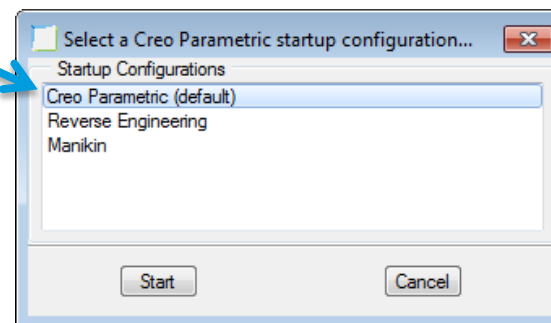 Select a Creo Parametric startup configuration...
Startup Configurations
Creo Parametric (default)
Reverse Engineering
Manikin
Start Cancel